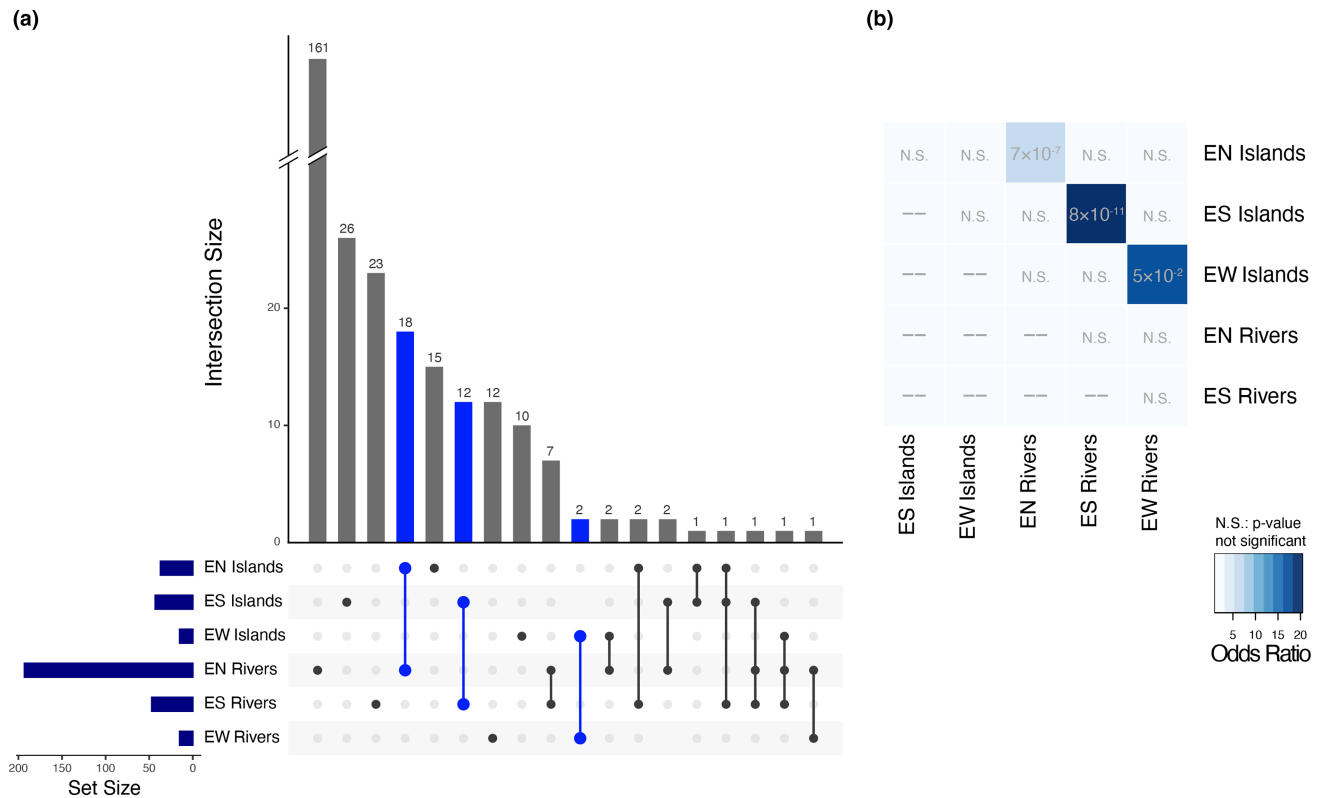 (a)
Intersection Size
161
26
23
18
15
12
12
10
7
2
2
2
2
1
1
1
1
1
20
10
0
EN Islands
ES Islands
EW Islands
EN Rivers
ES Rivers
EW Rivers
200 150 100 50 0
Set Size
(b)
N.S. N.S. 7×10⁻⁷ N.S. N.S. EN Islands
-- N.S. N.S. 8×10⁻¹¹ N.S. ES Islands
-- -- N.S. N.S. 5×10⁻² EW Islands
-- -- -- N.S. N.S. EN Rivers
-- -- -- -- N.S. ES Rivers
ES Islands
EW Islands
EN Rivers
ES Rivers
EW Rivers
N.S.: p-value
not significant
5 10 15 20
Odds Ratio